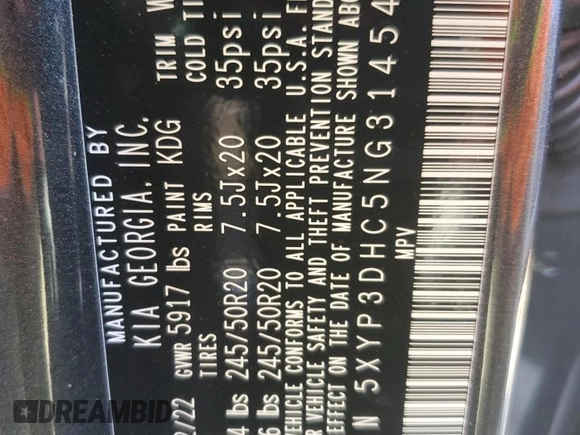 MANUFACTURED BY
KIA GEORGIA, INC.
2/22 GVWR 5917 lbs PAINT KDG TRIM W
TIRES RIMS COLD TI
4 lbs 245/50R20 7.5Jx20 35psi
6 lbs 245/50R20 7.5Jx20 35psi
VEHICLE CONFORMS TO ALL APPLICABLE U.S.A. F
R VEHICLE SAFETY AND THEFT PREVENTION STAND
EFFECT ON THE DATE OF MANUFACTURE SHOWN ABO
N 5XYP3DHC5NG31454
MPV
DREAMBID